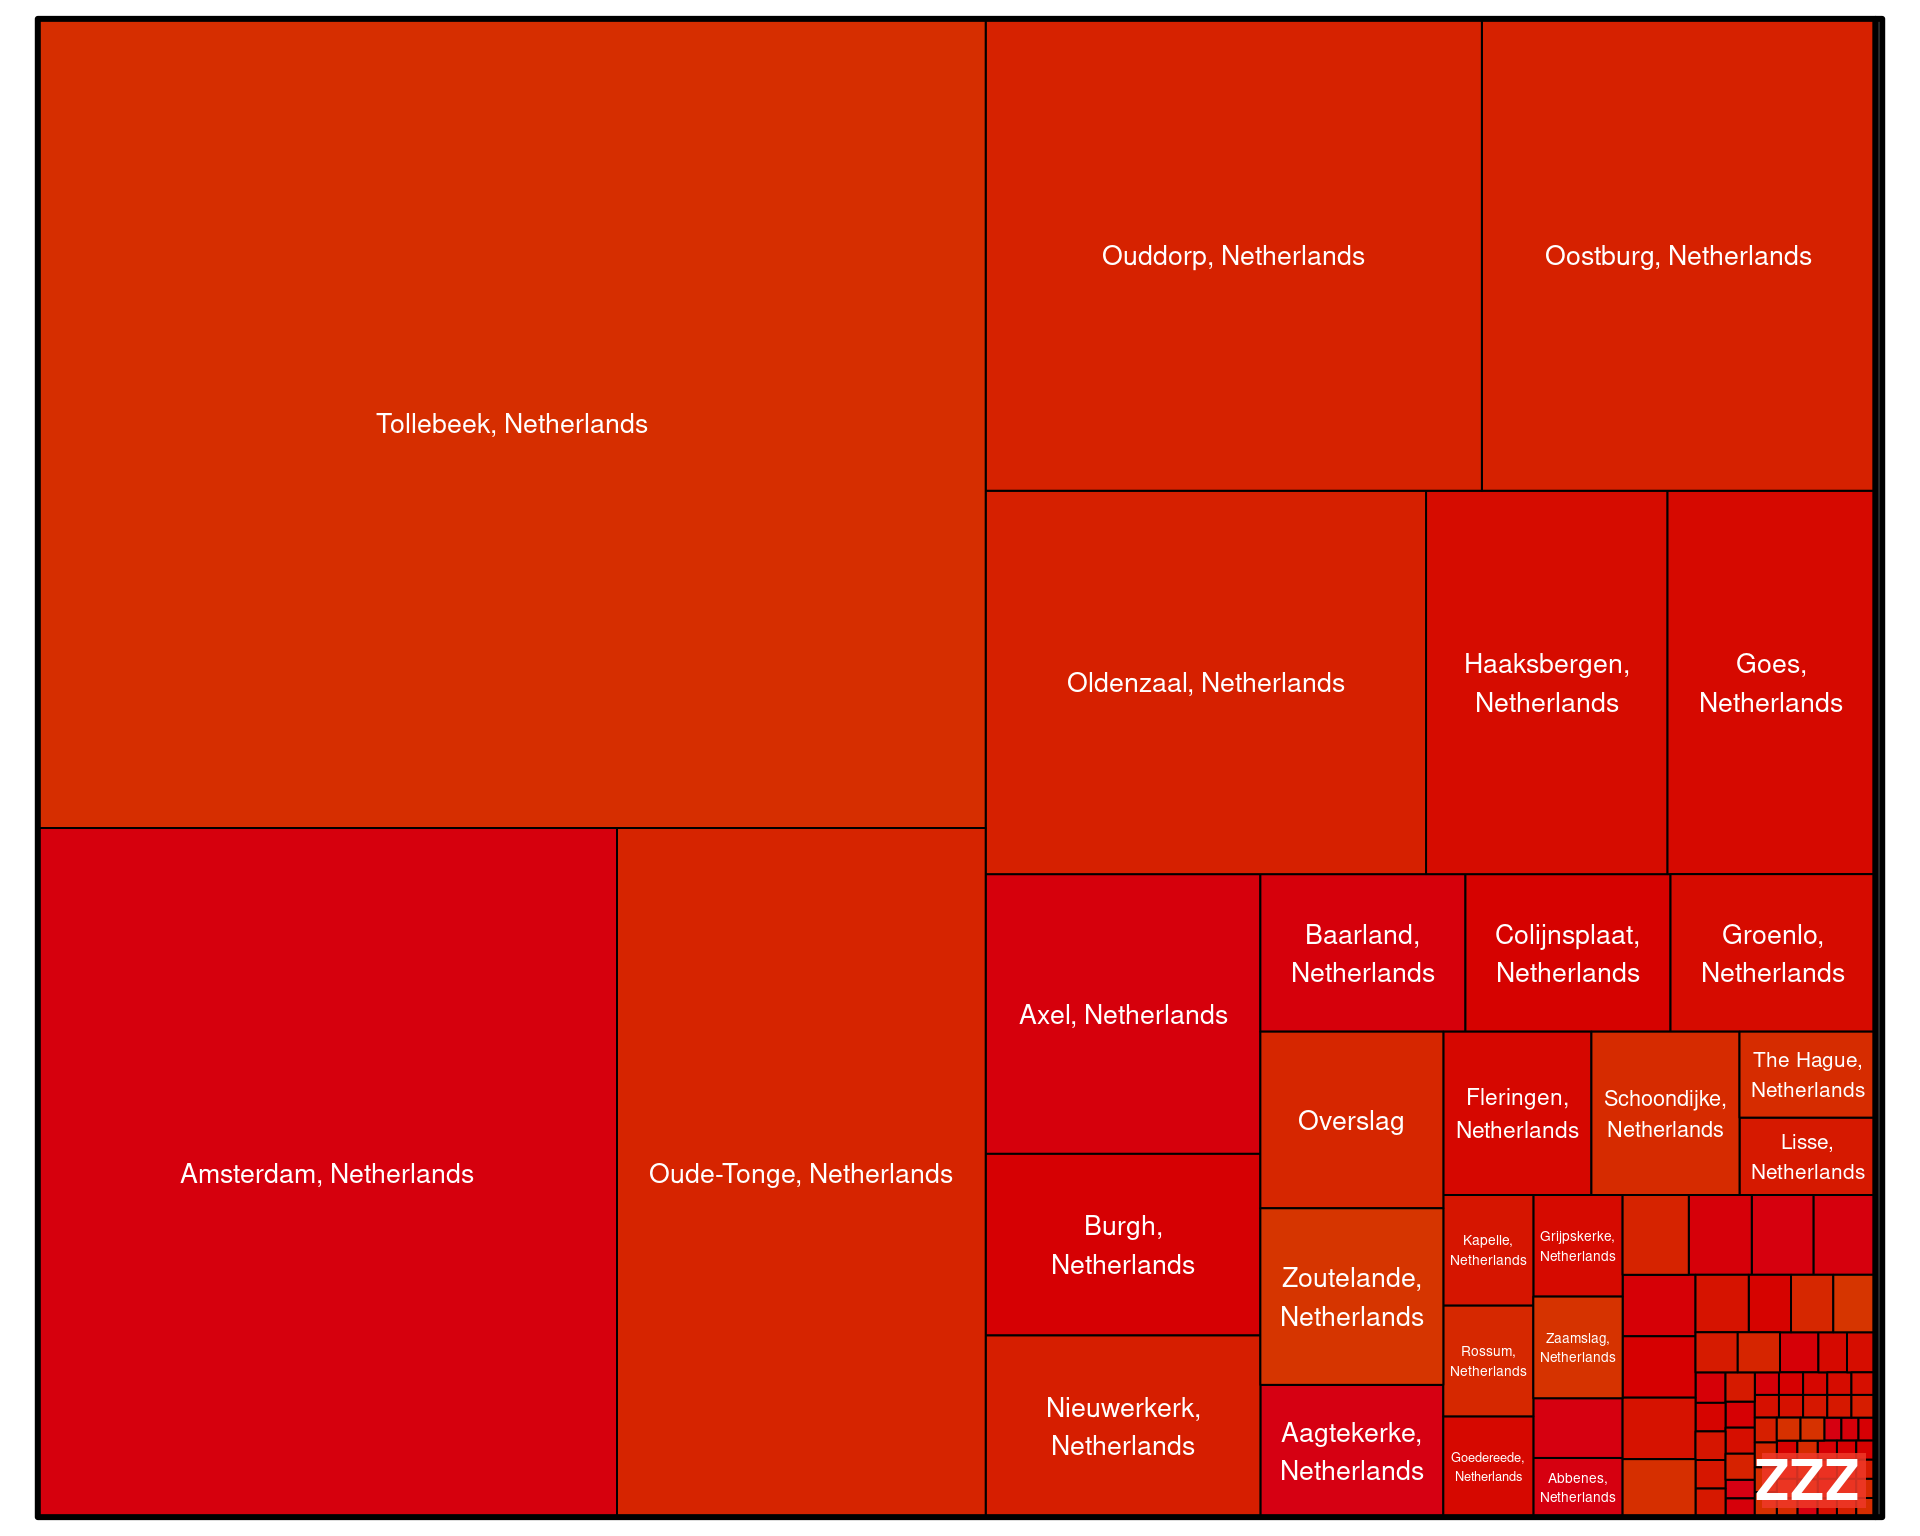 Tollebeek, Netherlands
Ouddorp, Netherlands
Oostburg, Netherlands
Oldenzaal, Netherlands
Haaksbergen,
Netherlands
Goes,
Netherlands
Amsterdam, Netherlands
Oude-Tonge, Netherlands
Axel, Netherlands
Burgh,
Netherlands
Nieuwerkerk,
Netherlands
Baarland,
Netherlands
Colijnsplaat,
Netherlands
Groenlo,
Netherlands
Overslag
Zoutelande,
Netherlands
Aagtekerke,
Netherlands
Fleringen,
Netherlands
Schoondijke,
Netherlands
The Hague,
Netherlands
Lisse,
Netherlands
Kapelle,
Netherlands
Rossum,
Netherlands
Goedereede,
Netherlands
Grijpskerke,
Netherlands
Zaamslag,
Netherlands
Abbenes,
Netherlands
ZZZ